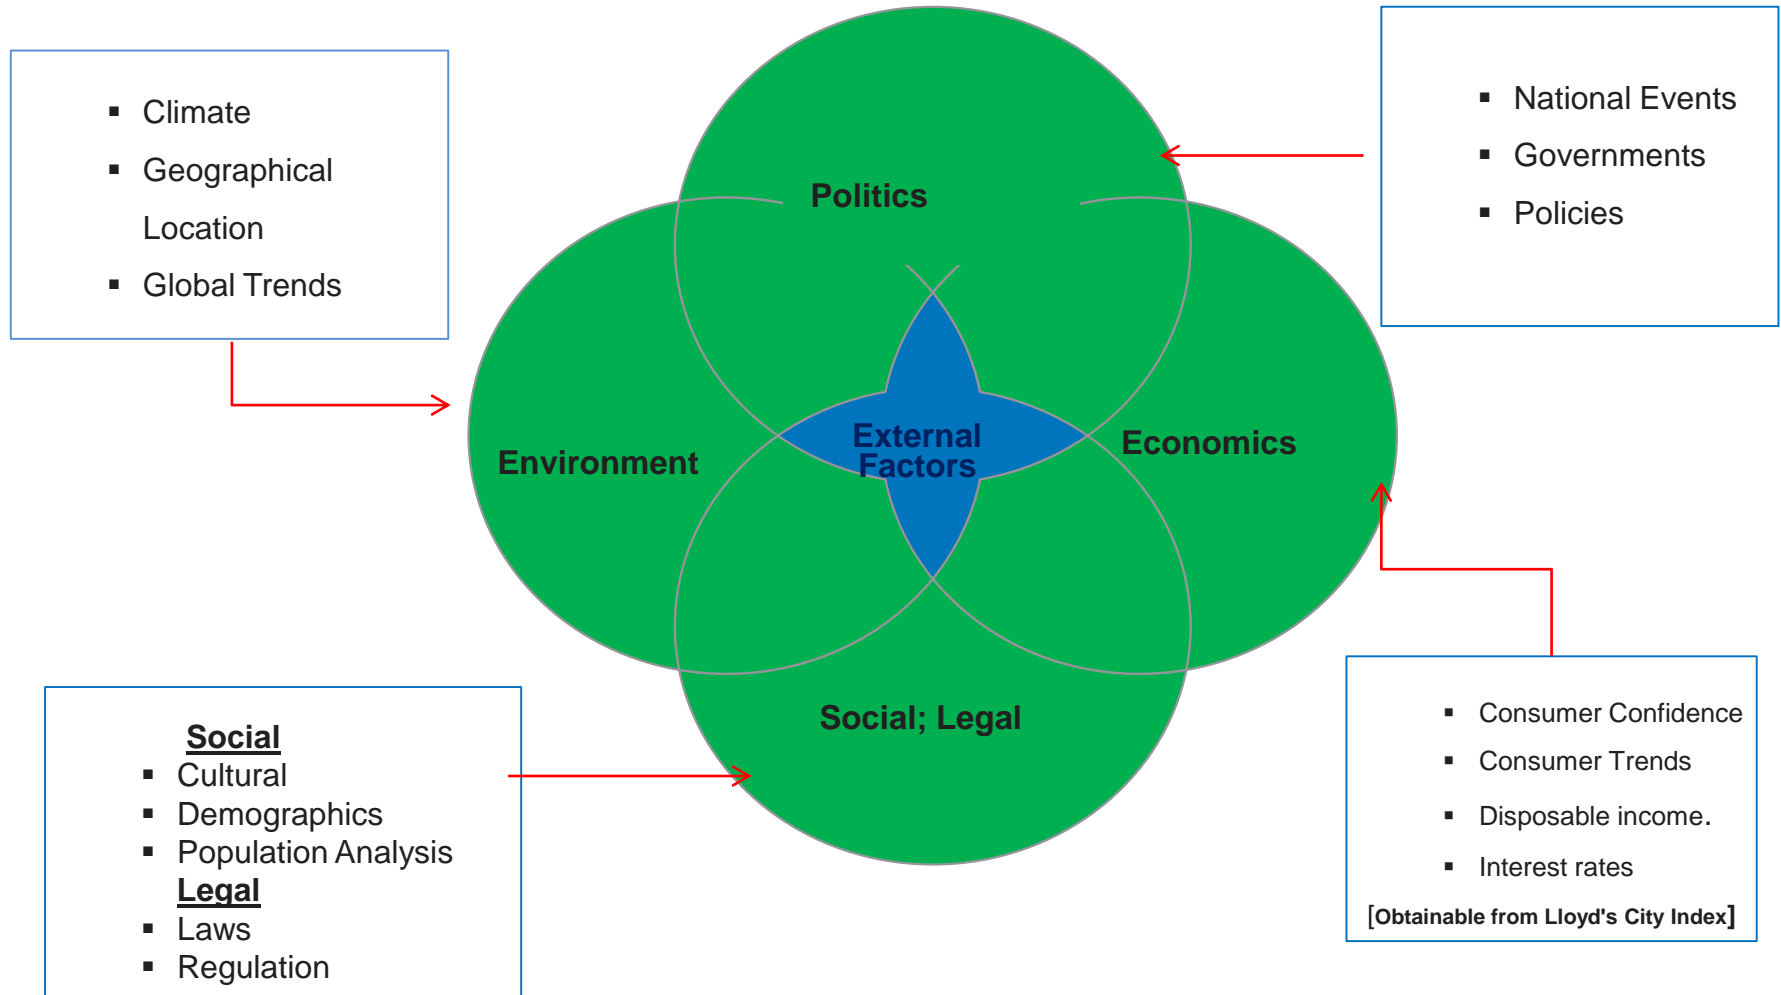 ▪ Climate
▪ Geographical
Location
▪ Global Trends
▪ National Events
▪ Governments
▪ Policies
Politics
Environment
External
Factors
Economics
Social; Legal
Social
▪ Cultural
▪ Demographics
▪ Population Analysis
Legal
▪ Laws
▪ Regulation
▪ Consumer Confidence
▪ Consumer Trends
▪ Disposable income.
▪ Interest rates
[Obtainable from Lloyd's City Index]